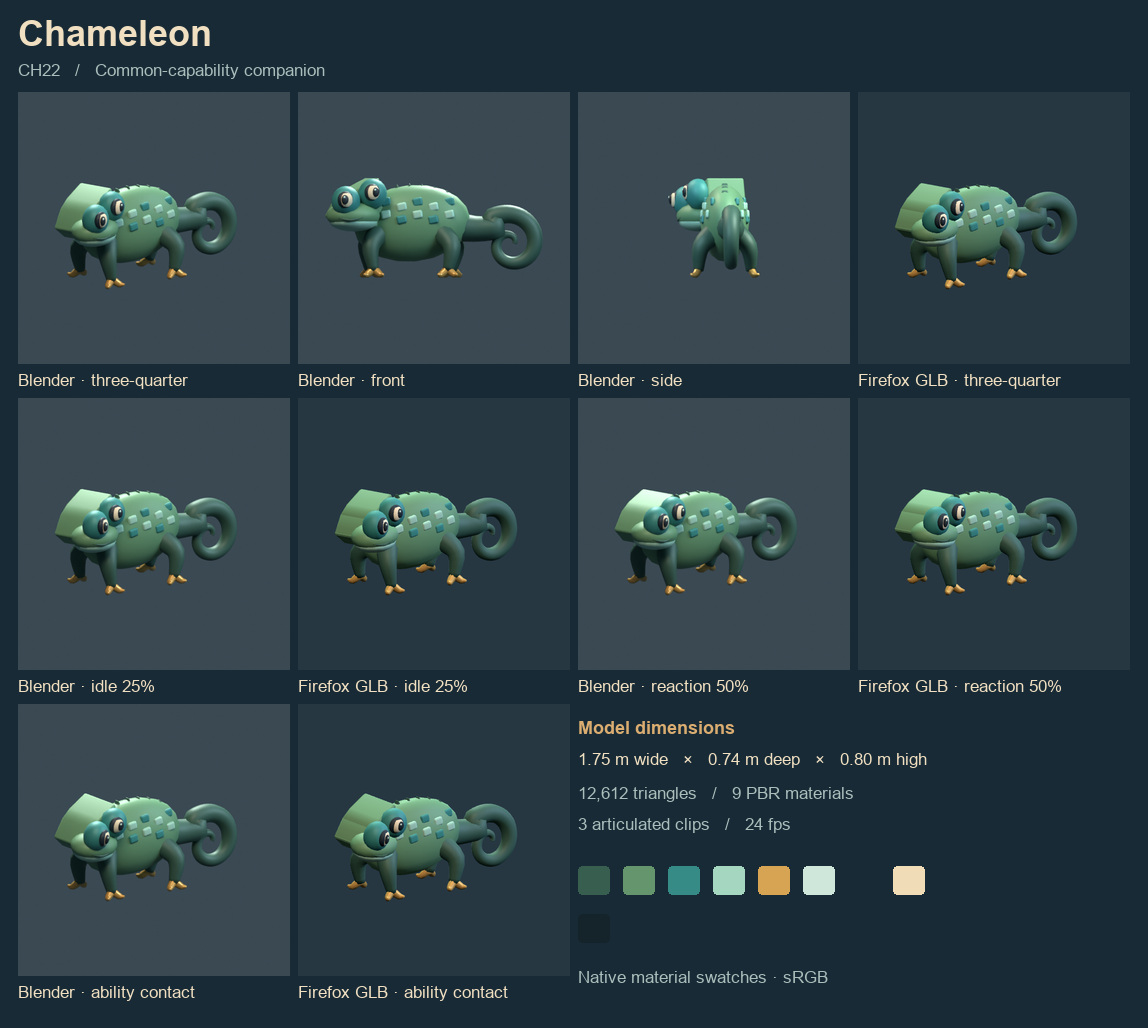 Chameleon
CH22 / Common-capability companion
Blender · three-quarter
Blender · front
Blender · side
Firefox GLB · three-quarter
Blender · idle 25%
Firefox GLB · idle 25%
Blender · reaction 50%
Firefox GLB · reaction 50%
Blender · ability contact
Firefox GLB · ability contact
Model dimensions
1.75 m wide × 0.74 m deep × 0.80 m high
12,612 triangles / 9 PBR materials
3 articulated clips / 24 fps
Native material swatches · sRGB